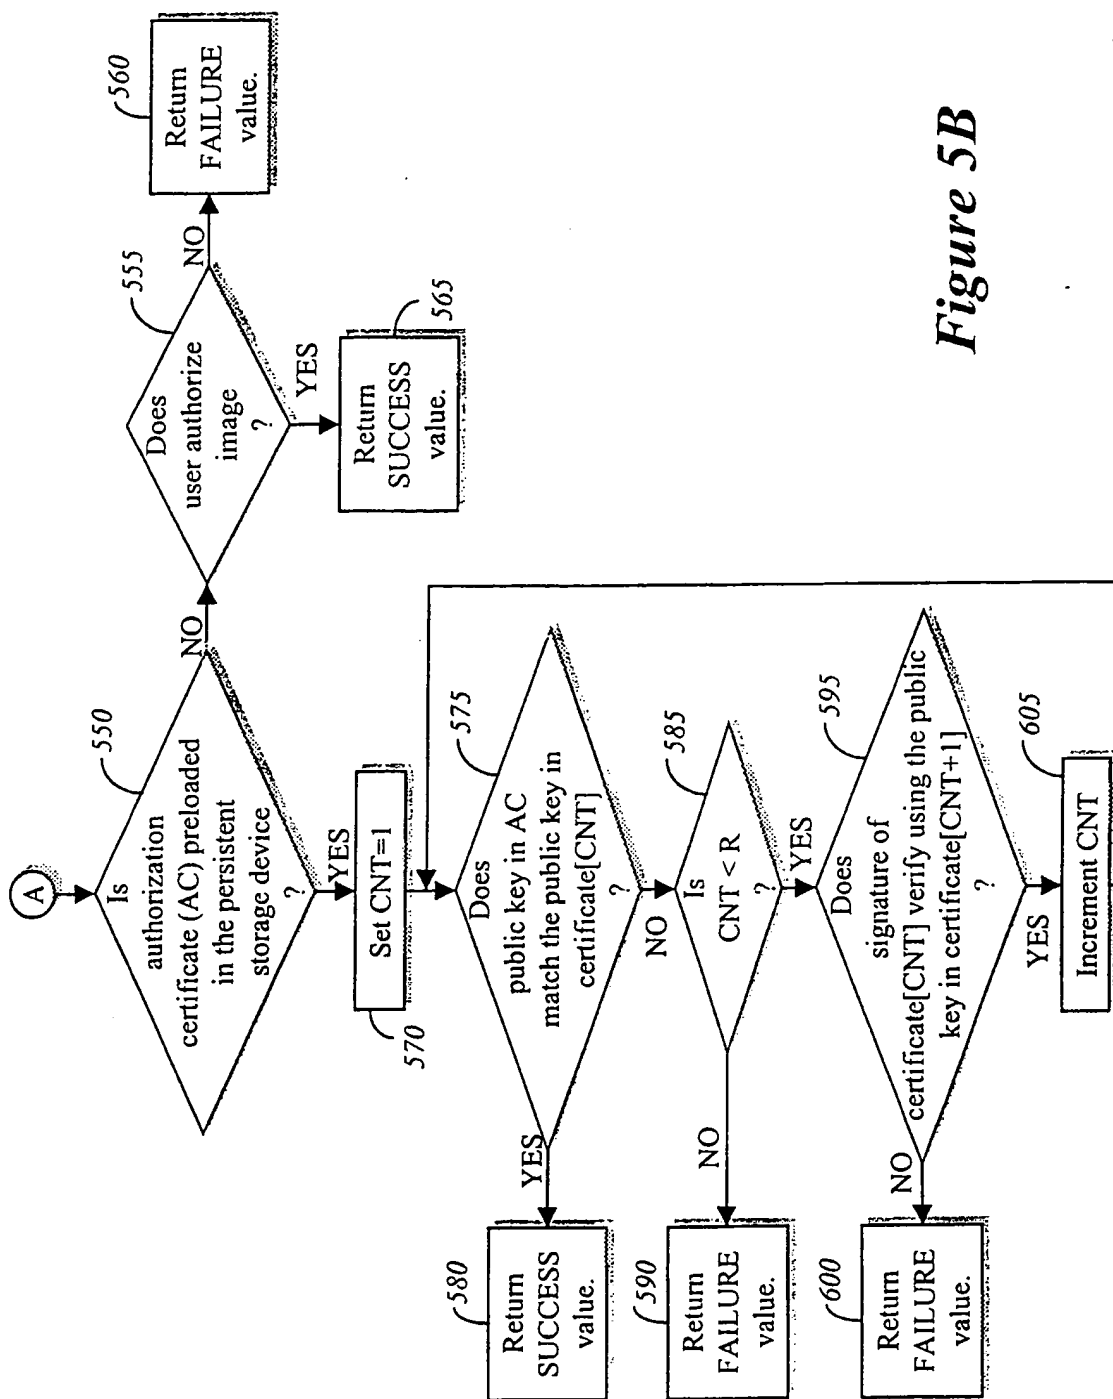 A
550
Is
authorization
certificate (AC) preloaded
in the persistent
storage device
?
NO
YES
555
Does
user authorize
image
?
NO
YES
560
Return
FAILURE
value.
565
Return
SUCCESS
value.
570
Set CNT=1
575
Does
public key in AC
match the public key in
certificate[CNT]
?
YES
NO
580
Return
SUCCESS
value.
585
Is
CNT < R
?
NO
YES
590
Return
FAILURE
value.
595
Does
signature of
certificate[CNT] verify using the public
key in certificate[CNT+1]
?
NO
YES
600
Return
FAILURE
value.
605
Increment CNT
Figure 5B